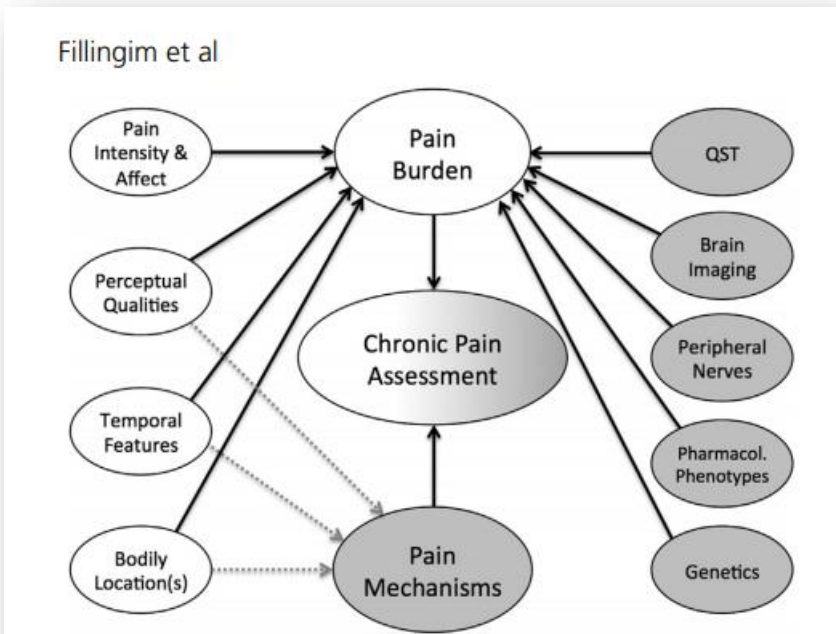 Fillingim et al
Pain
Intensity &
Affect
Pain
Burden
QST
Brain
Imaging
Perceptual
Qualities
Chronic Pain
Assessment
Peripheral
Nerves
Temporal
Features
Pharmacol.
Phenotypes
Bodily
Location(s)
Pain
Mechanisms
Genetics